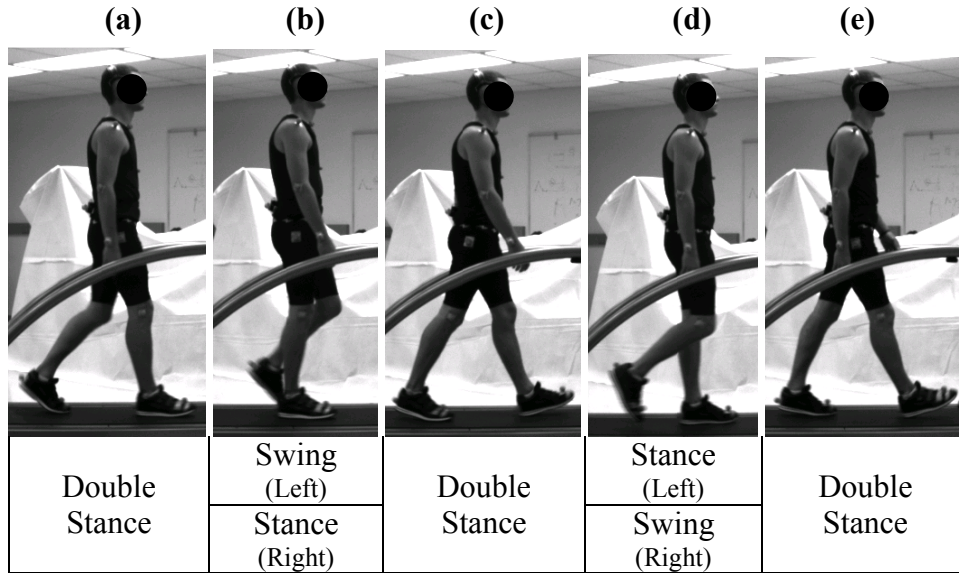 (a) (b) (c) (d) (e)
Double
Stance
Swing
(Left)
Stance
(Right)
Double
Stance
Stance
(Left)
Swing
(Right)
Double
Stance